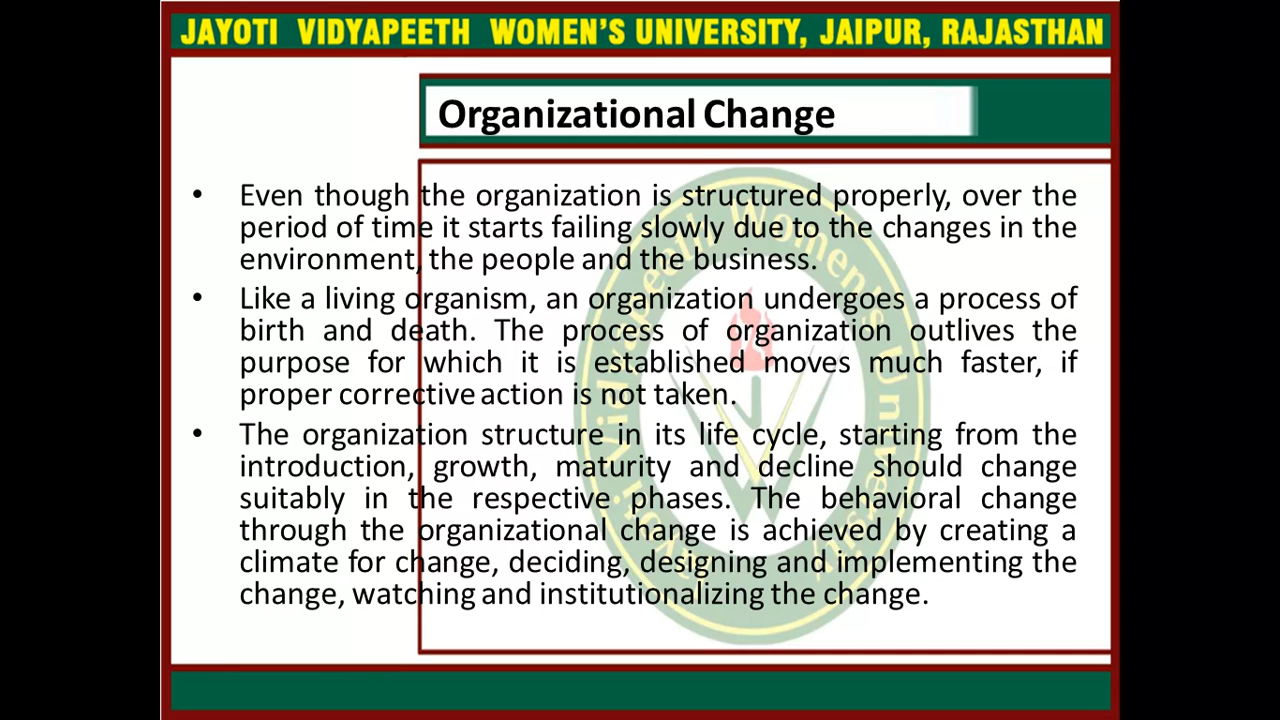 JAYOTI VIDYAPEETH WOMEN'S UNIVERSITY, JAIPUR, RAJASTHAN
Organizational Change
• Even though the organization is structured properly, over the
period of time it starts failing slowly due to the changes in the
environment, the people and the business.
• Like a living organism, an organization undergoes a process of
birth and death. The process of organization outlives the
purpose for which it is established moves much faster, if
proper corrective action is not taken.
• The organization structure in its life cycle, starting from the
introduction, growth, maturity and decline should change
suitably in the respective phases. The behavioral change
through the organizational change is achieved by creating a
climate for change, deciding, designing and implementing the
change, watching and institutionalizing the change.